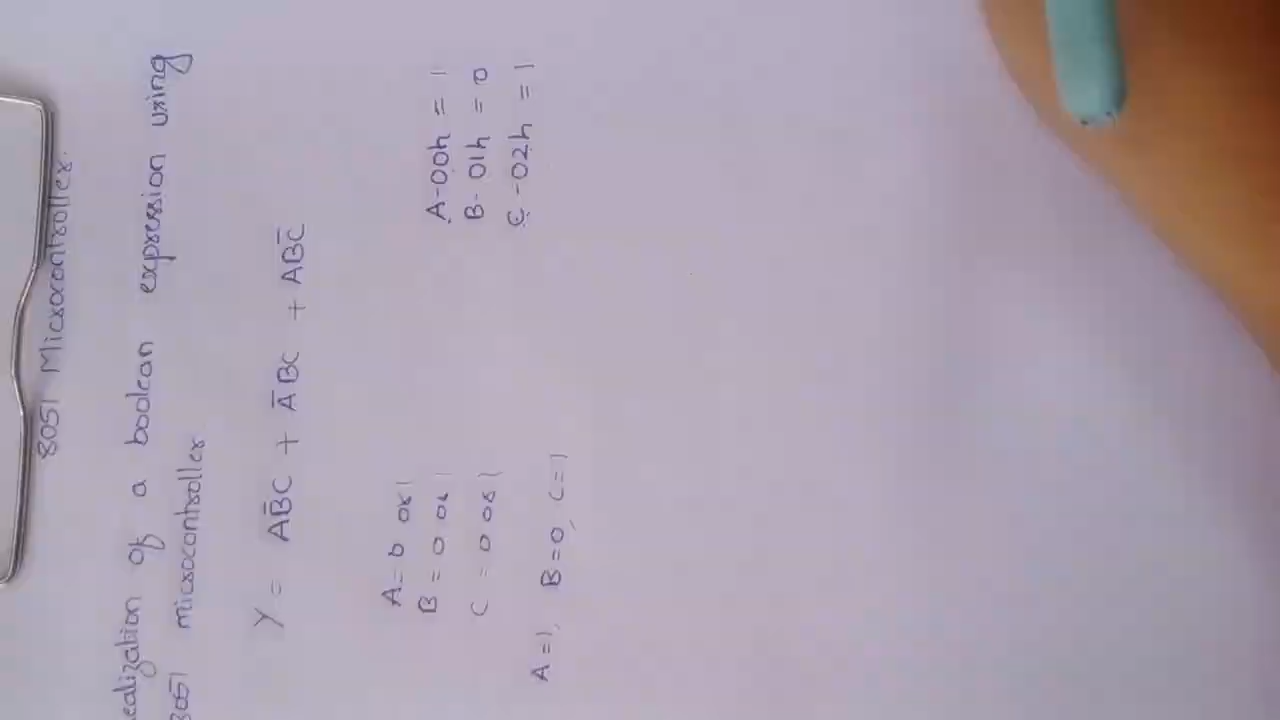 8051 Microcontroller.
ealization of a boolean expression using
8051 microcontroller
Y = AB̅C + A̅BC + ABC̅
A = 0 or 1
B = 0 or 1
C = 0 or 1
A = 1, B = 0, C = 1
A - 00h = 1
B - 01h = 0
C - 02h = 1